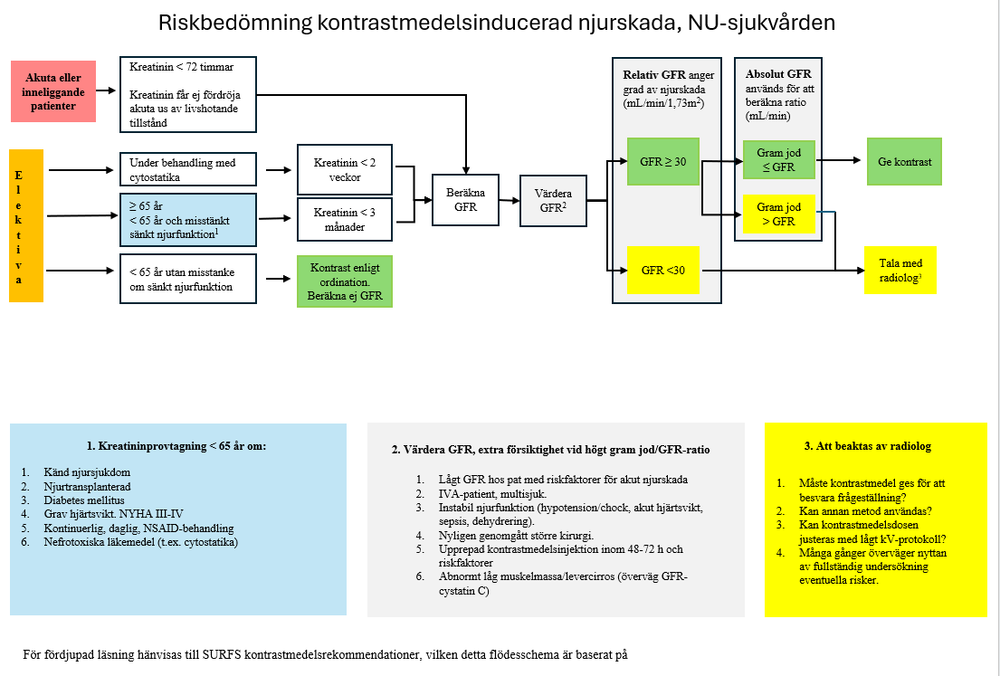 Riskbedömning kontrastmedelsinducerad njurskada, NU-sjukvården
Akuta eller
inneliggande
patienter
Kreatinin < 72 timmar
Kreatinin får ej fördröja
akuta us av livshotande
tillstånd
Relativ GFR anger
grad av njurskada
(mL/min/1,73m²)
Absolut GFR
används för att
beräkna ratio
(mL/min)
E
l
e
k
t
i
v
a
Under behandling med
cytostatika
Kreatinin < 2
veckor
≥ 65 år
< 65 år och misstänkt
sänkt njurfunktion¹
Kreatinin < 3
månader
< 65 år utan misstanke
om sänkt njurfunktion
Kontrast enligt
ordination.
Beräkna ej GFR
Beräkna
GFR
Värdera
GFR²
GFR ≥ 30
GFR <30
Gram jod
≤ GFR
Gram jod
> GFR
Ge kontrast
Tala med
radiolog³
1. Kreatininprovtagning < 65 år om:
1. Känd njursjukdom
2. Njurtransplanterad
3. Diabetes mellitus
4. Grav hjärtsvikt. NYHA III-IV
5. Kontinuerlig, daglig, NSAID-behandling
6. Nefrotoxiska läkemedel (t.ex. cytostatika)
2. Värdera GFR, extra försiktighet vid högt gram jod/GFR-ratio
1. Lågt GFR hos pat med riskfaktorer för akut njurskada
2. IVA-patient, multisjuk.
3. Instabil njurfunktion (hypotension/chock, akut hjärtsvikt,
sepsis, dehydrering).
4. Nyligen genomgått större kirurgi.
5. Upprepad kontrastmedelsinjektion inom 48-72 h och
riskfaktorer
6. Abnormt låg muskelmassa/levercirros (överväg GFR-
cystatin C)
3. Att beaktas av radiolog
1. Måste kontrastmedel ges för att
besvara frågeställning?
2. Kan annan metod användas?
3. Kan kontrastmedelsdosen
justeras med lågt kV-protokoll?
4. Många gånger överväger nyttan
av fullständig undersökning
eventuella risker.
För fördjupad läsning hänvisas till SURFS kontrastmedelsrekommendationer, vilken detta flödesschema är baserat på